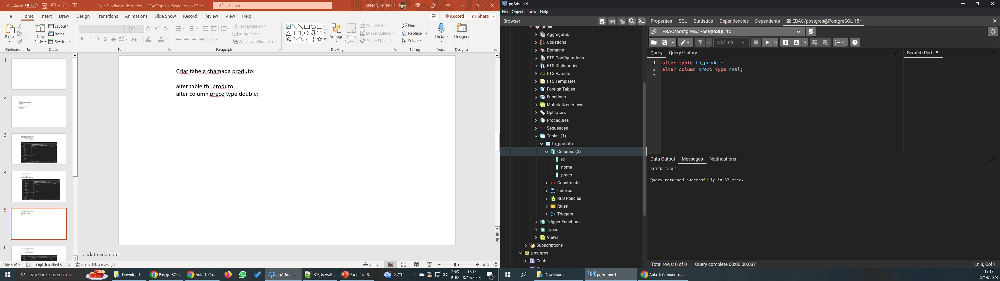 AutoSave Off Exercício Banco de dados 1 - EBAC.pptx • Saved to this PC Search RENAN BETERELI
File Home Insert Draw Design Transitions Animations Slide Show Record Review View Help Record Share
Paste
New Slide
Layout
Reset
Section
18
B I U S ab AV Aa A
Text Direction
Align Text
Convert to SmartArt
Arrange
Quick Styles
Shape Fill
Shape Outline
Shape Effects
Find
Replace
Select
Dictate
Designer
Clipboard Slides Font Paragraph Drawing Editing Voice Designer
1
2
3
4
5
6
Criar tabela chamada produto:
alter table tb_produto
alter column preco type double;
Click to add notes
Slide 5 of 9 English (United States) Accessibility: Investigate Notes 81%
Type here to search Downloads PostgreSQL:... Aula 1: Co... pgAdmin 4 *C:\Users\R... Exercício B... 27°C ENG PTB2 17:17 3/14/2023 15
pgAdmin 4
File Object Tools Help
Browser
public
Aggregates
Collations
Domains
FTS Configurations
FTS Dictionaries
Aa FTS Parsers
FTS Templates
Foreign Tables
Functions
Materialized Views
Operators
Procedures
1..3 Sequences
Tables (1)
tb_produto
Columns (3)
id
nome
preco
Constraints
Indexes
RLS Policies
Rules
Triggers
Trigger Functions
Types
Views
Subscriptions
postgres
Casts
Properties SQL Statistics Dependencies Dependents EBAC/postgres@PostgreSQL 15*
EBAC/postgres@PostgreSQL 15
No limit E
Query Query History Scratch Pad
1 alter table tb_produto
2 alter column preco type real;
3
Data Output Messages Notifications
ALTER TABLE
Query returned successfully in 37 msec.
Total rows: 0 of 0 Query complete 00:00:00.037 Ln 3, Col 1
Downloads pgAdmin 4 Aula 1: Comandos ... 17:17
3/14/2023